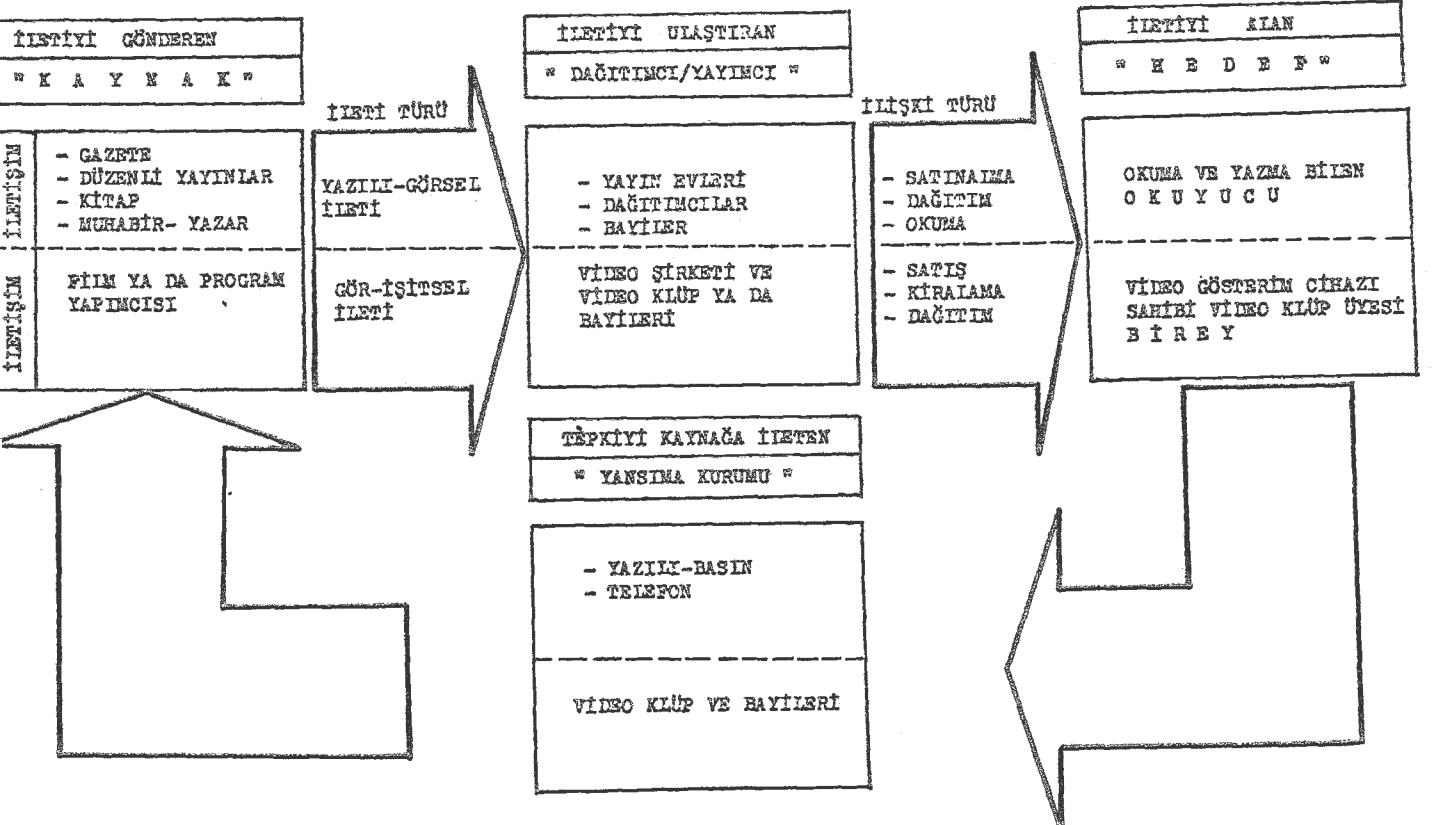 İLETİYİ GÖNDEREN
" K A Y N A K "
İLETİŞİM
- GAZETE
- DÜZENLİ YAYINLAR
- KİTAP
- MUHABİR- YAZAR
İLETİŞİM
FİLM YA DA PROGRAM
YAPIMCISI
İLETİ TÜRÜ
YAZILI-GÖRSEL
İLETİ
GÖR-İŞİTSEL
İLETİ
İLETİYİ ULAŞTIRAN
" DAĞITIMCI/YAYIMCI "
- YAYIN EVLERİ
- DAĞITIMCILAR
- BAYİLER
VİDEO ŞİRKETİ VE
VİDEO KLÜP YA DA
BAYİİLERİ
İLİŞKİ TÜRÜ
- SATINALMA
- DAĞITIM
- OKUMA
- SATIŞ
- KİRALAMA
- DAĞITIM
İLETİYİ ALAN
" H E D E F "
OKUMA VE YAZMA BİLEN
O K U Y U C U
VİDEO GÖSTERİM CİHAZI
SAHİBİ VİDEO KLÜP ÜYESİ
B İ R E Y
TEPKİYİ KAYNAĞA İLETEN
" YANSIMA KURUMU "
- YAZILI-BASIN
- TELEFON
VİDEO KLÜP VE BAYİİLERİ